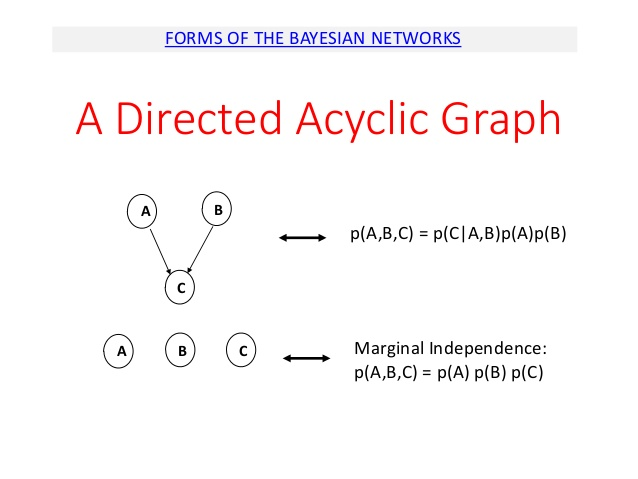 FORMS OF THE BAYESIAN NETWORKS
A Directed Acyclic Graph
A
B
p(A,B,C) = p(C|A,B)p(A)p(B)
C
A
B
C
Marginal Independence:
p(A,B,C) = p(A) p(B) p(C)